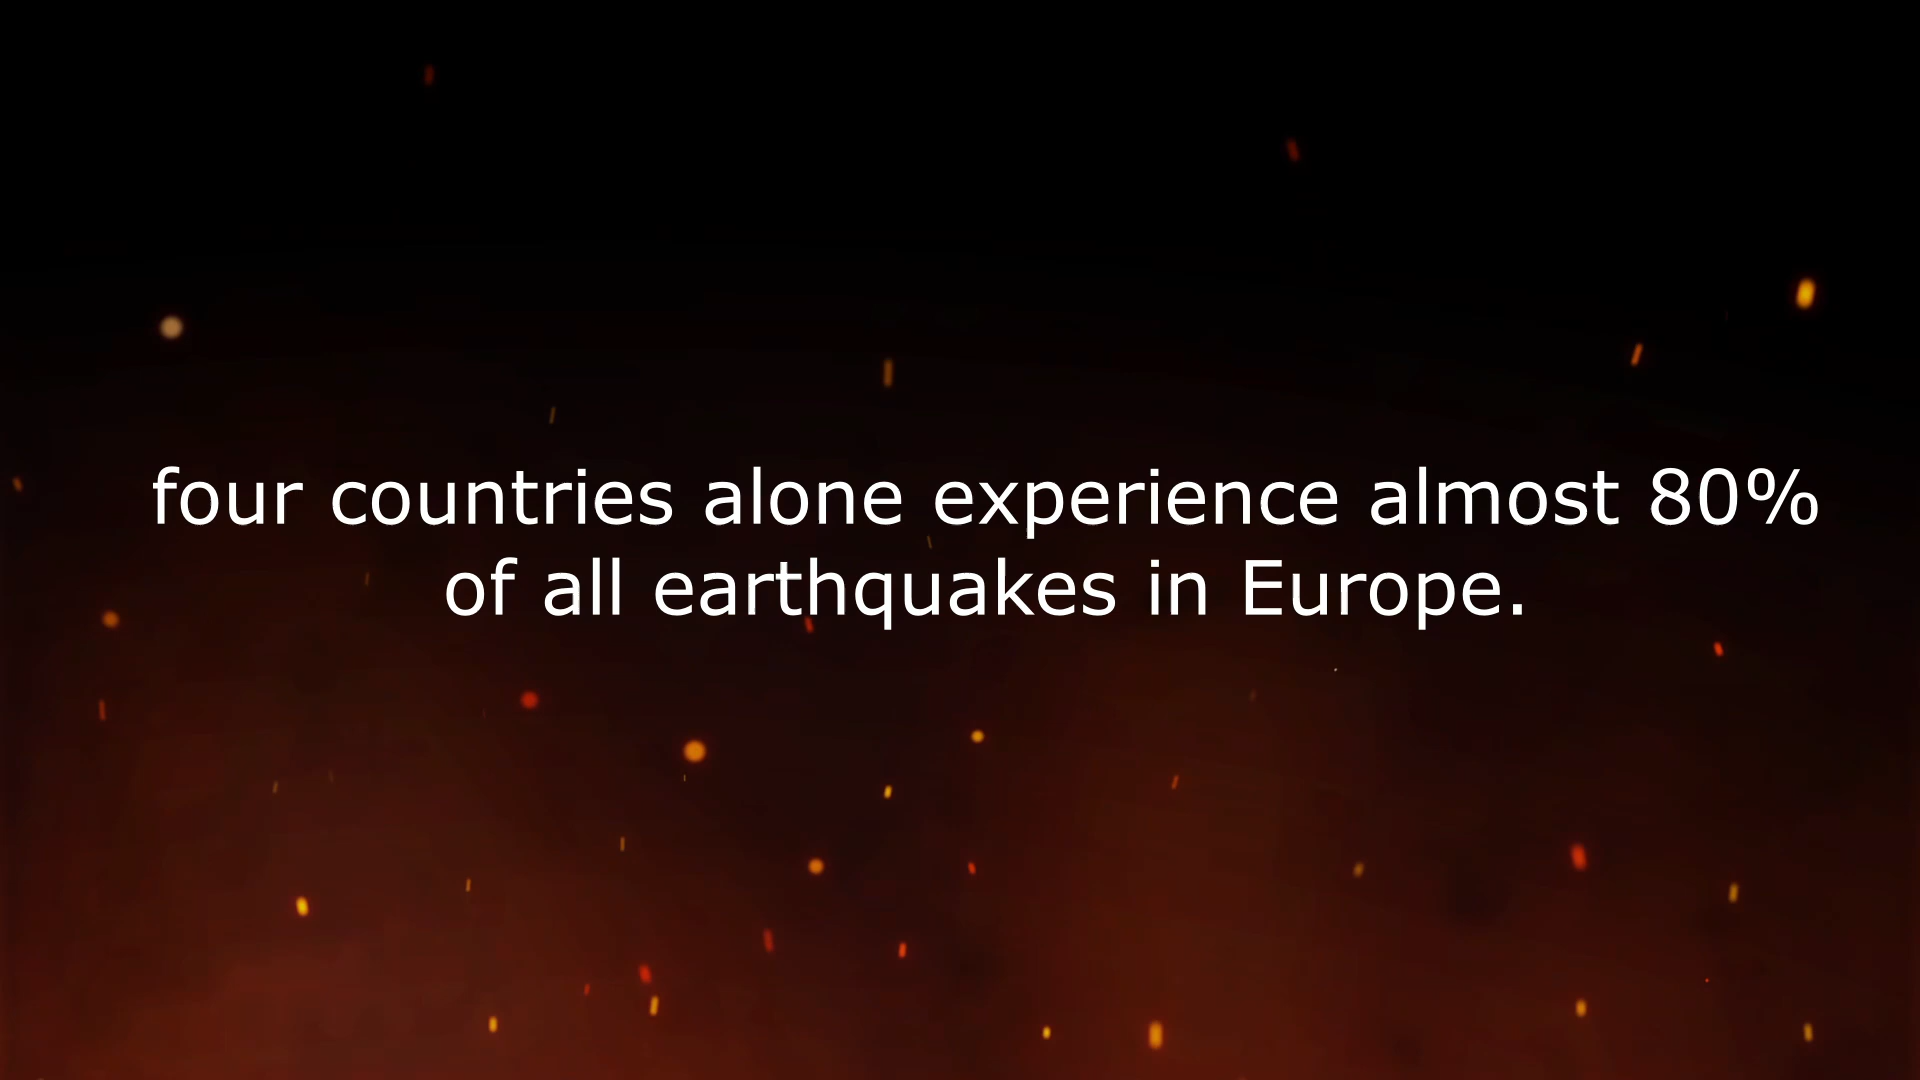 four countries alone experience almost 80%
of all earthquakes in Europe.